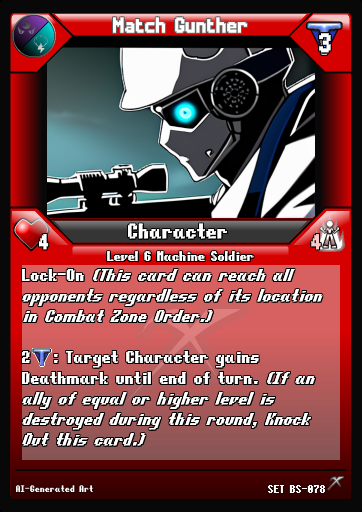 Match Gunther
3
4
Character
4
Level 6 Machine Soldier
Lock-On (This card can reach all
opponents regardless of its location
in Combat Zone Order.)
2 : Target Character gains
Deathmark until end of turn. (If an
ally of equal or higher level is
destroyed during this round, Knock
Out this card.)
AI-Generated Art
SET BS-078